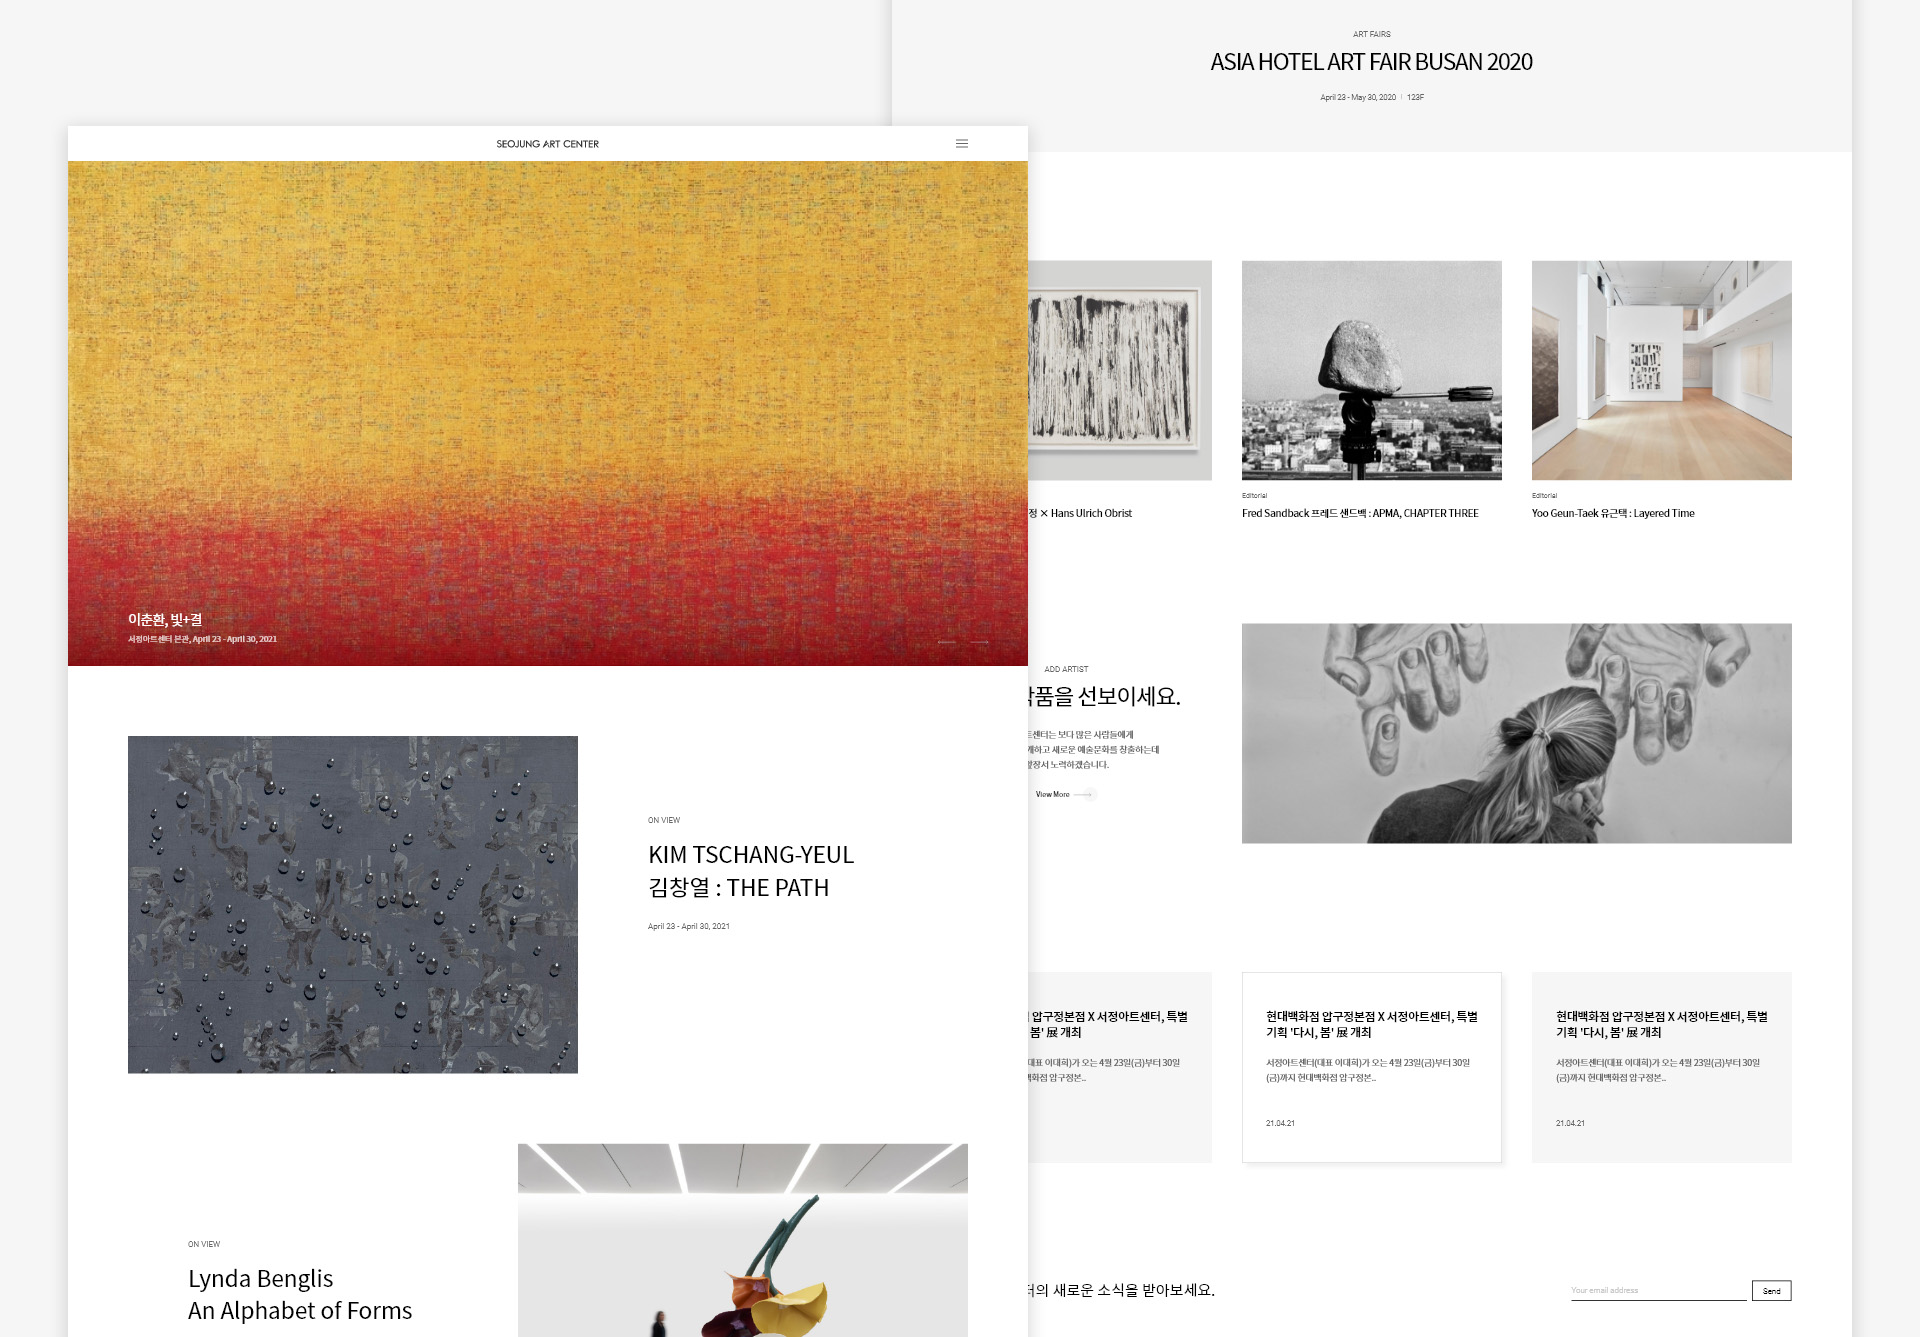 ART FAIRS
ASIA HOTEL ART FAIR BUSAN 2020
April 23 - May 30, 2020 | 123F
SEOJUNG ART CENTER
이춘환, 빛+결
서정아트센터 본관, April 23 - April 30, 2021
ON VIEW
KIM TSCHANG-YEUL
김창열 : THE PATH
April 23 - April 30, 2021
ON VIEW
Lynda Benglis
An Alphabet of Forms
정 × Hans Ulrich Obrist
Editorial
Fred Sandback 프레드 샌드백 : APMA, CHAPTER THREE
Editorial
Yoo Geun-Taek 유근택 : Layered Time
ADD ARTIST
작품을 선보이세요.
트센터는 보다 많은 사람들에게
개하고 새로운 예술문화를 창출하는데
앞장서 노력하겠습니다.
View More
압구정본점 X 서정아트센터, 특별
봄' 展 개최
대표 이대희)가 오는 4월 23일(금)부터 30일
백화점 압구정본..
현대백화점 압구정본점 X 서정아트센터, 특별
기획 '다시, 봄' 展 개최
서정아트센터(대표 이대희)가 오는 4월 23일(금)부터 30일
(금)까지 현대백화점 압구정본..
21.04.21
현대백화점 압구정본점 X 서정아트센터, 특별
기획 '다시, 봄' 展 개최
서정아트센터(대표 이대희)가 오는 4월 23일(금)부터 30일
(금)까지 현대백화점 압구정본..
21.04.21
터의 새로운 소식을 받아보세요.
Your email address
Send